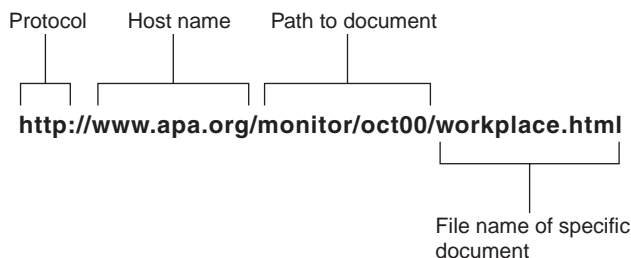 Protocol Host name Path to document
http://www.apa.org/monitor/oct00/workplace.html
File name of specific
document